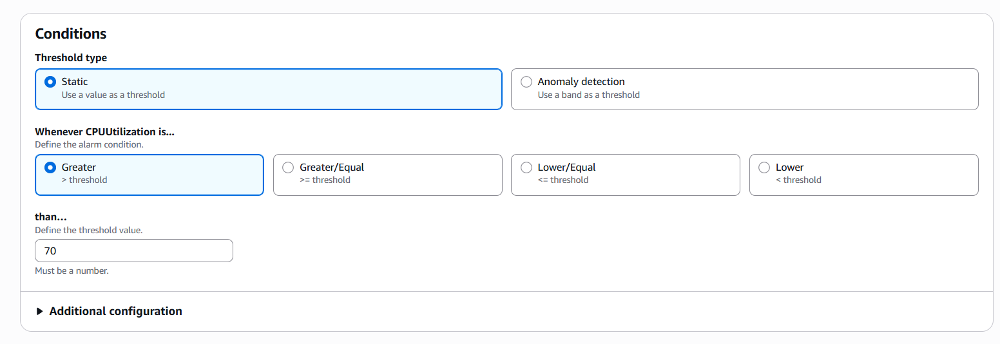 Conditions
Threshold type
Static
Use a value as a threshold
Anomaly detection
Use a band as a threshold
Whenever CPUUtilization is...
Define the alarm condition.
Greater
> threshold
Greater/Equal
>= threshold
Lower/Equal
<= threshold
Lower
< threshold
than...
Define the threshold value.
70
Must be a number.
Additional configuration